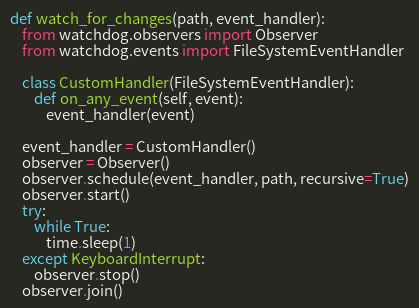 def watch_for_changes(path, event_handler):
    from watchdog.observers import Observer
    from watchdog.events import FileSystemEventHandler

    class CustomHandler(FileSystemEventHandler):
        def on_any_event(self, event):
            event_handler(event)

    event_handler = CustomHandler()
    observer = Observer()
    observer.schedule(event_handler, path, recursive=True)
    observer.start()
    try:
        while True:
            time.sleep(1)
    except KeyboardInterrupt:
        observer.stop()
    observer.join()